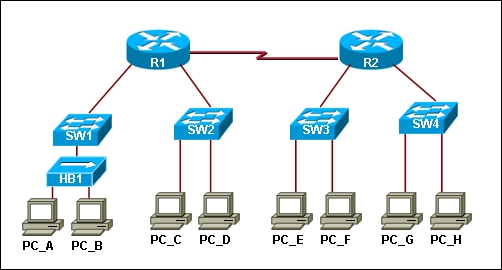 R1
R2
SW1
SW2
SW3
SW4
HB1
PC_A
PC_B
PC_C
PC_D
PC_E
PC_F
PC_G
PC_H